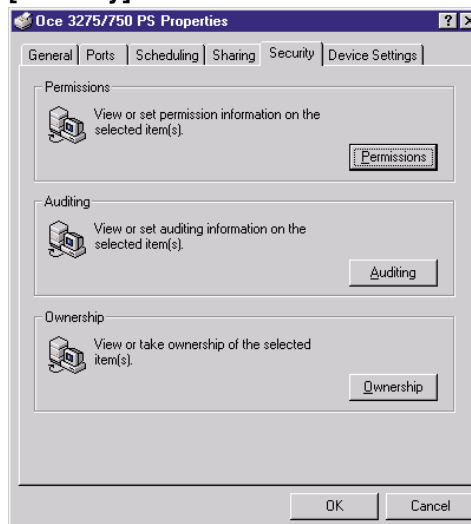 Oce 3275/750 PS Properties
General Ports Scheduling Sharing Security Device Settings
Permissions
View or set permission information on the
selected item(s).
Permissions
Auditing
View or set auditing information on the
selected item(s).
Auditing
Ownership
View or take ownership of the selected
item(s).
Ownership
OK Cancel